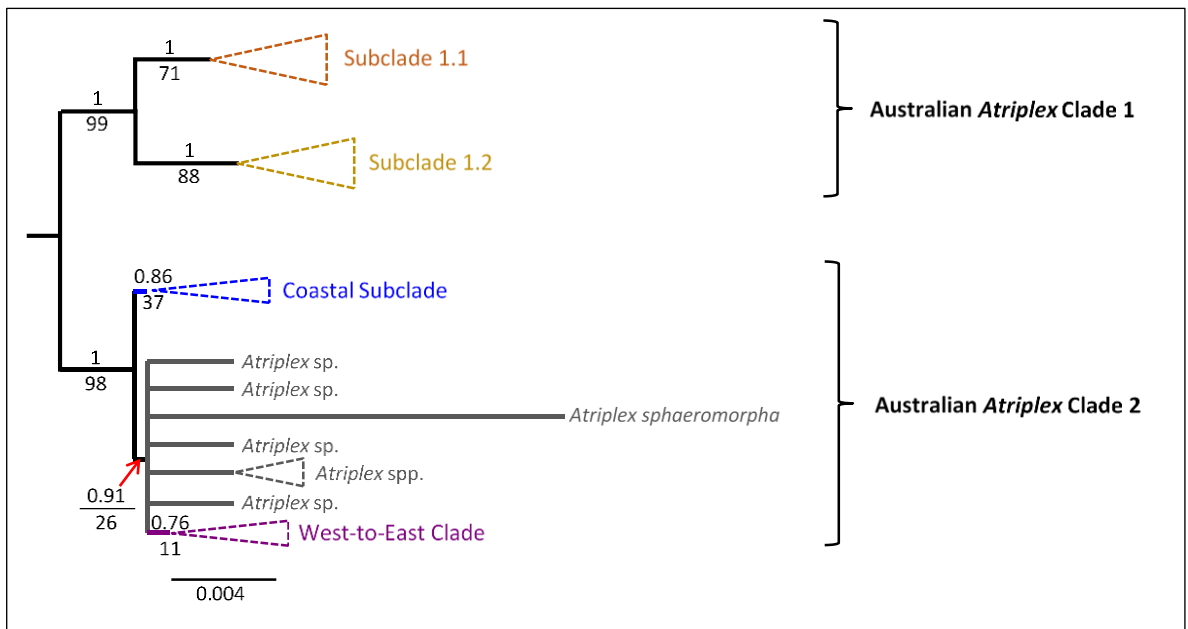 1
71
Subclade 1.1
1
99
Australian Atriplex Clade 1
1
88
Subclade 1.2
0.86
37
Coastal Subclade
1
98
Atriplex sp.
Atriplex sp.
Atriplex sphaeromorpha
Australian Atriplex Clade 2
Atriplex sp.
Atriplex spp.
0.91
26
Atriplex sp.
0.76
11
West-to-East Clade
0.004